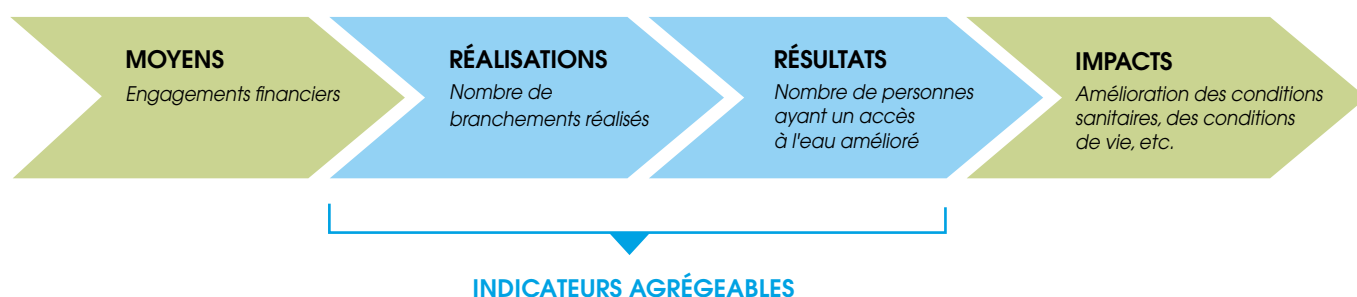 MOYENS
Engagements financiers
RÉALISATIONS
Nombre de
branchements réalisés
RÉSULTATS
Nombre de personnes
ayant un accès
à l'eau amélioré
IMPACTS
Amélioration des conditions
sanitaires, des conditions
de vie, etc.
INDICATEURS AGRÉGEABLES